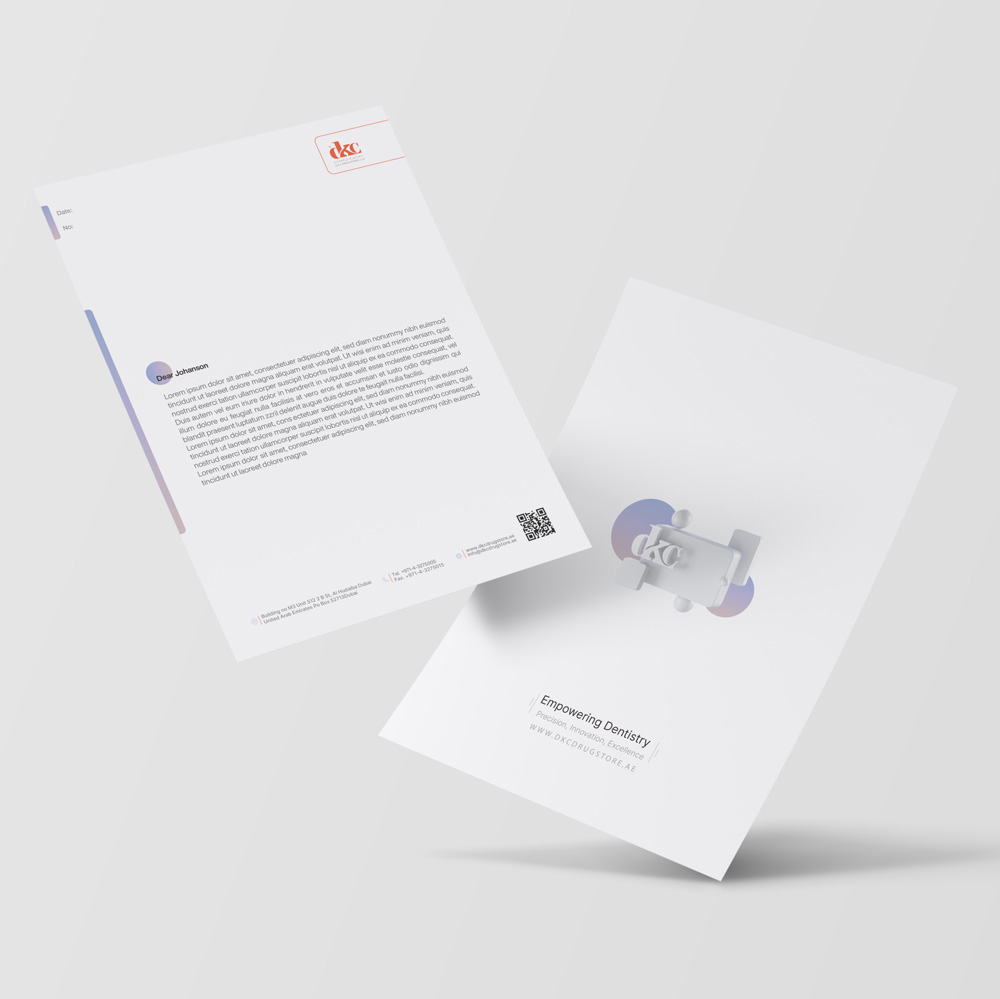 dkc
Date:
No:
Dear Johanson
Lorem ipsum dolor sit amet, consectetuer adipiscing elit, sed diam nonummy nibh euismod
tincidunt ut laoreet dolore magna aliquam erat volutpat. Ut wisi enim ad minim veniam, quis
nostrud exerci tation ullamcorper suscipit lobortis nisl ut aliquip ex ea commodo consequat.
Duis autem vel eum iriure dolor in hendrerit in vulputate velit esse molestie consequat, vel
illum dolore eu feugiat nulla facilisis at vero eros et accumsan et iusto odio dignissim qui
blandit praesent luptatum zzril delenit augue duis dolore te feugait nulla facilisi.
Lorem ipsum dolor sit amet, cons ectetuer adipiscing elit, sed diam nonummy nibh euismod
tincidunt ut laoreet dolore magna aliquam erat volutpat. Ut wisi enim ad minim veniam, quis
nostrud exerci tation ullamcorper suscipit lobortis nisl ut aliquip ex ea commodo consequat.
Lorem ipsum dolor sit amet, consectetuer adipiscing elit, sed diam nonummy nibh euismod
tincidunt ut laoreet dolore magna
Building no M3 Unit S12 3 B St, Al Hudaiba Dubai
United Arab Emirates Po Box 52713Dubai
Tel. +971-4-3275005
Fax. +971-4-3275015
www.dkcdrugstore.ae
info@dkcdrugstore.ae
dkc
Empowering Dentistry
Precision, Innovation, Excellence
WWW.DKCDRUGSTORE.AE